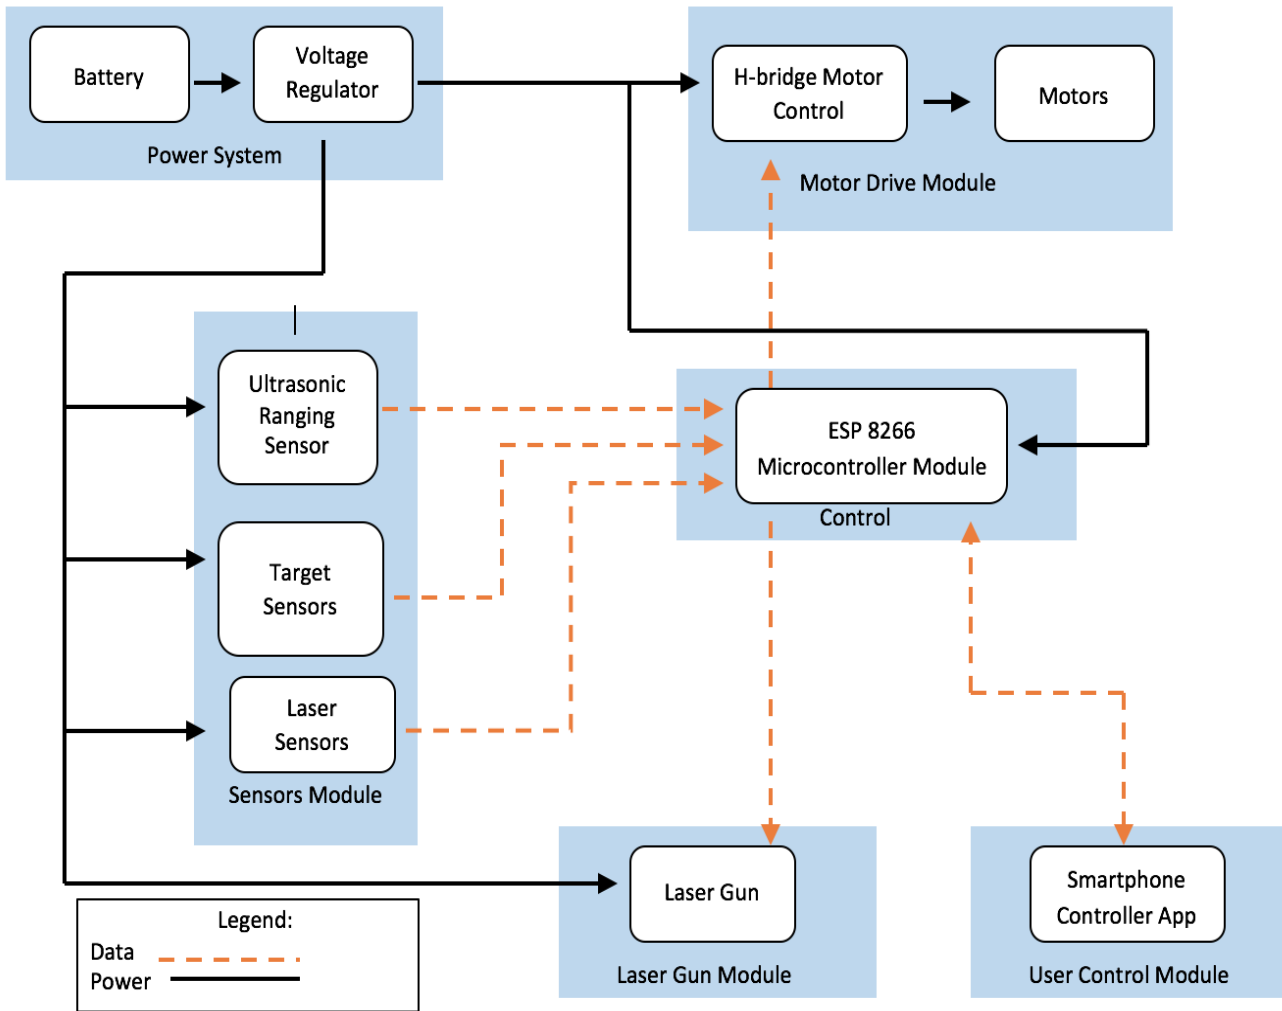 Battery
Voltage
Regulator
Power System
H-bridge Motor
Control
Motors
Motor Drive Module
Ultrasonic
Ranging
Sensor
Target
Sensors
Laser
Sensors
Sensors Module
ESP 8266
Microcontroller Module
Control
Laser Gun
Laser Gun Module
Smartphone
Controller App
User Control Module
Legend:
Data
Power